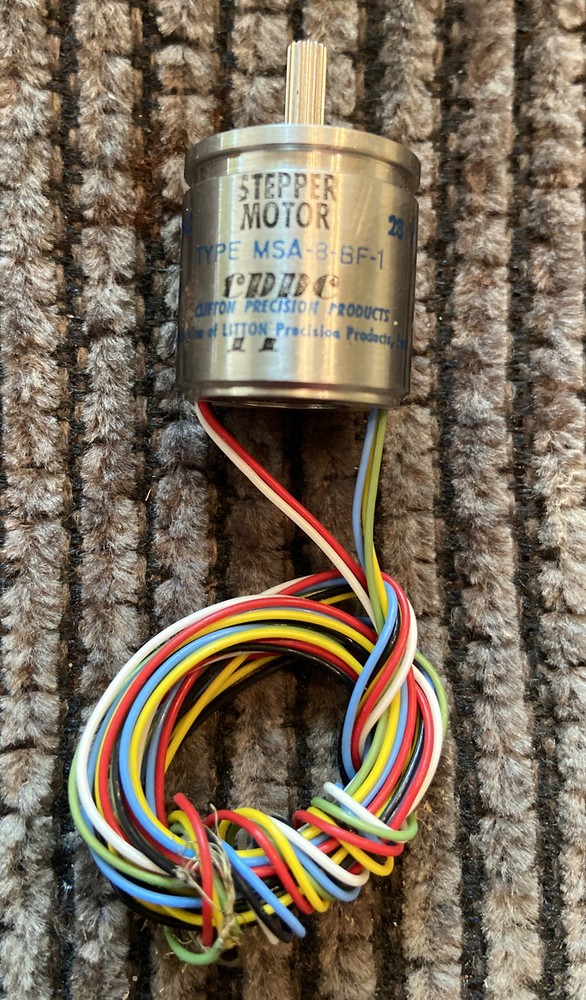 STEPPER
MOTOR
28
TYPE MSA-8-BF-1
cppc
CLIFTON PRECISION PRODUCTS
of LITTON Precision Products,